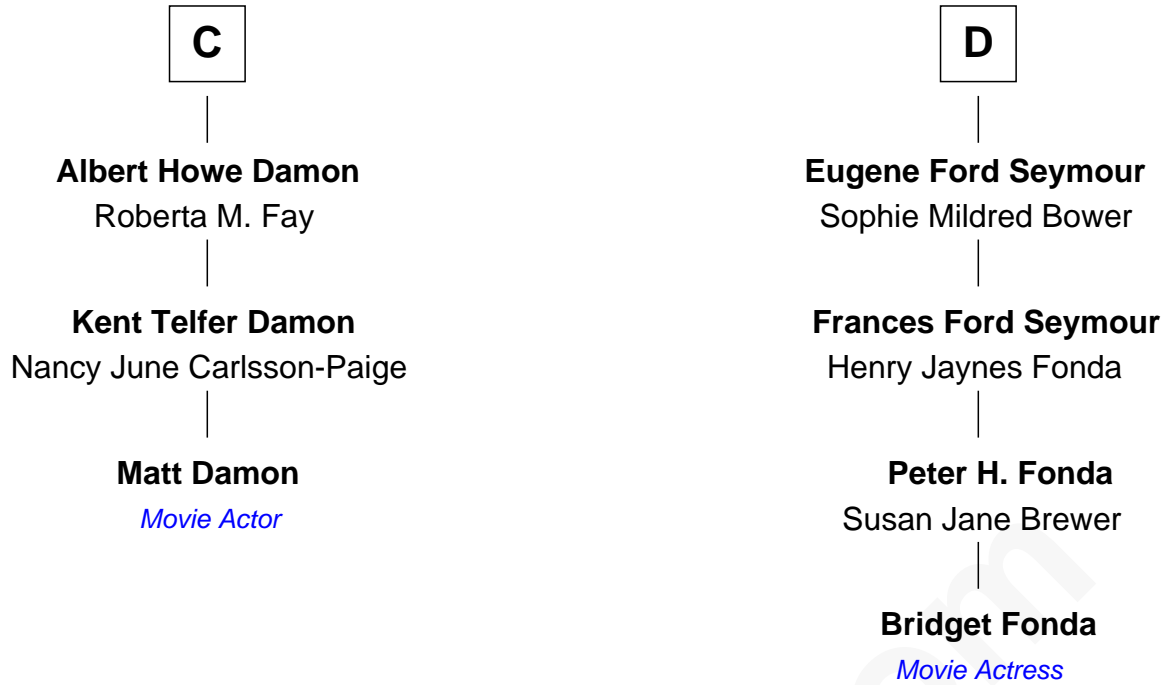 C
Albert Howe Damon
Roberta M. Fay
Kent Telfer Damon
Nancy June Carlsson-Paige
Matt Damon
Movie Actor
D
Eugene Ford Seymour
Sophie Mildred Bower
Frances Ford Seymour
Henry Jaynes Fonda
Peter H. Fonda
Susan Jane Brewer
Bridget Fonda
Movie Actress
om